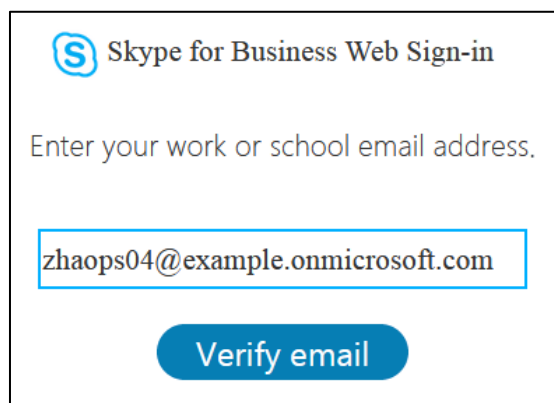 Skype for Business Web Sign-in
Enter your work or school email address.
zhaops04@example.onmicrosoft.com
Verify email